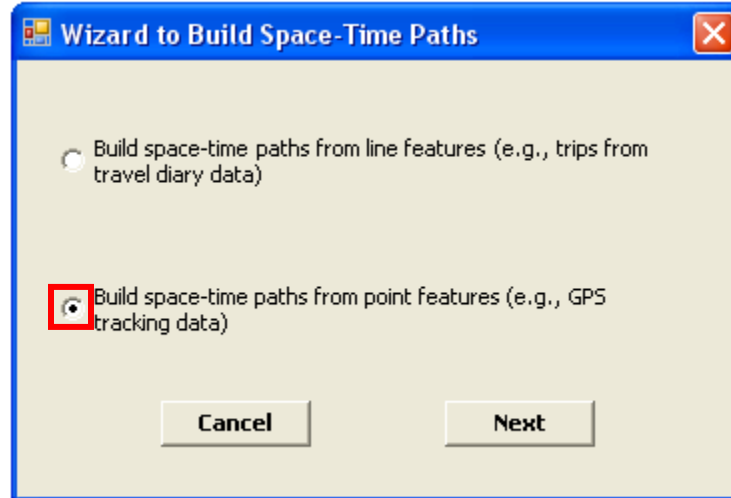 Wizard to Build Space-Time Paths
Build space-time paths from line features (e.g., trips from
travel diary data)
Build space-time paths from point features (e.g., GPS
tracking data)
Cancel
Next